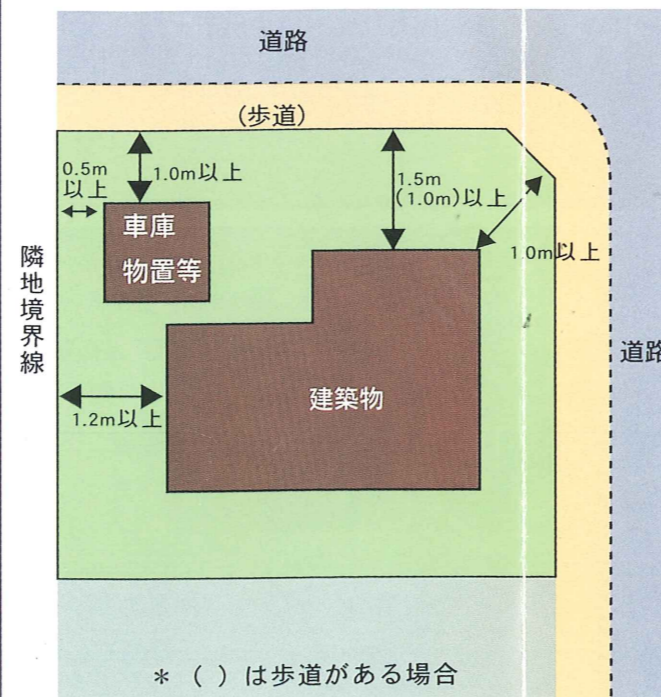 道路
(歩道)
0.5m
以上
1.0m以上
1.5m
(1.0m)以上
車庫
物置等
1.0m以上
隣地境界線
道路
建築物
1.2m以上
＊（ ）は歩道がある場合